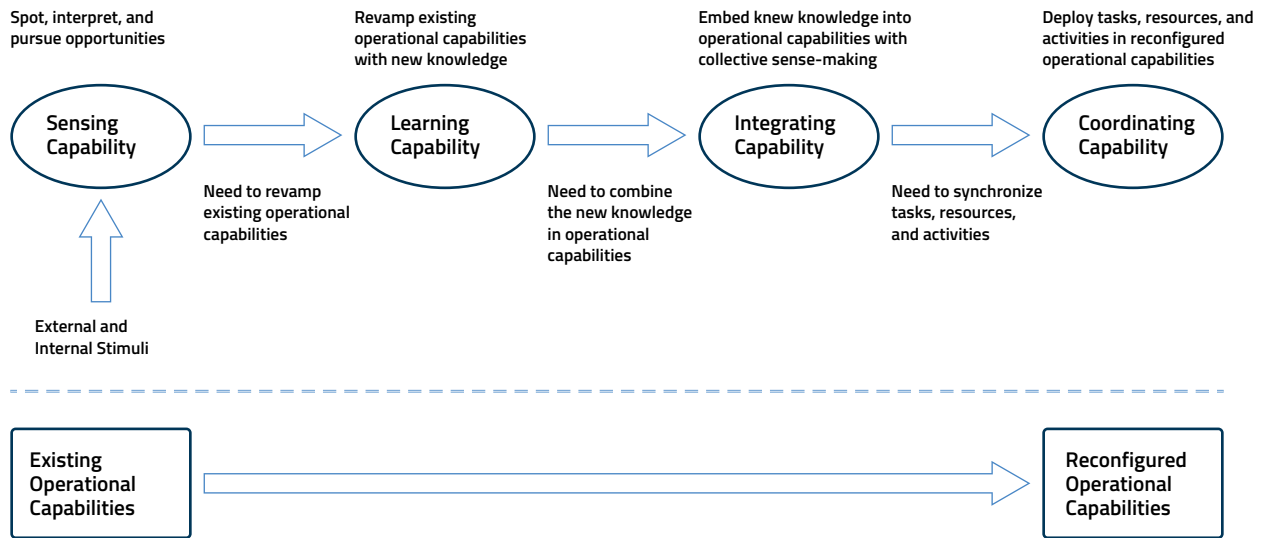 Spot, interpret, and
pursue opportunities
Revamp existing
operational capabilities
with new knowledge
Embed knew knowledge into
operational capabilities with
collective sense-making
Deploy tasks, resources, and
activities in reconfigured
operational capabilities
Sensing
Capability
Learning
Capability
Integrating
Capability
Coordinating
Capability
Need to revamp
existing operational
capabilities
Need to combine
the new knowledge
in operational
capabilities
Need to synchronize
tasks, resources,
and activities
External and
Internal Stimuli
Existing
Operational
Capabilities
Reconfigured
Operational
Capabilities